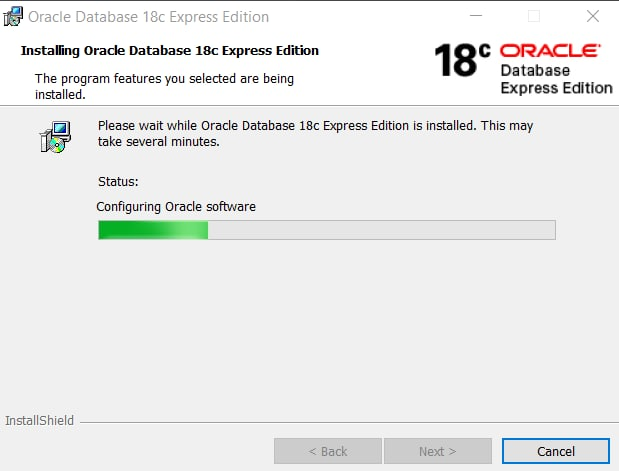 Oracle Database 18c Express Edition
Installing Oracle Database 18c Express Edition
The program features you selected are being
installed.
18c ORACLE
Database
Express Edition
Please wait while Oracle Database 18c Express Edition is installed. This may
take several minutes.
Status:
Configuring Oracle software
InstallShield
< Back
Next >
Cancel